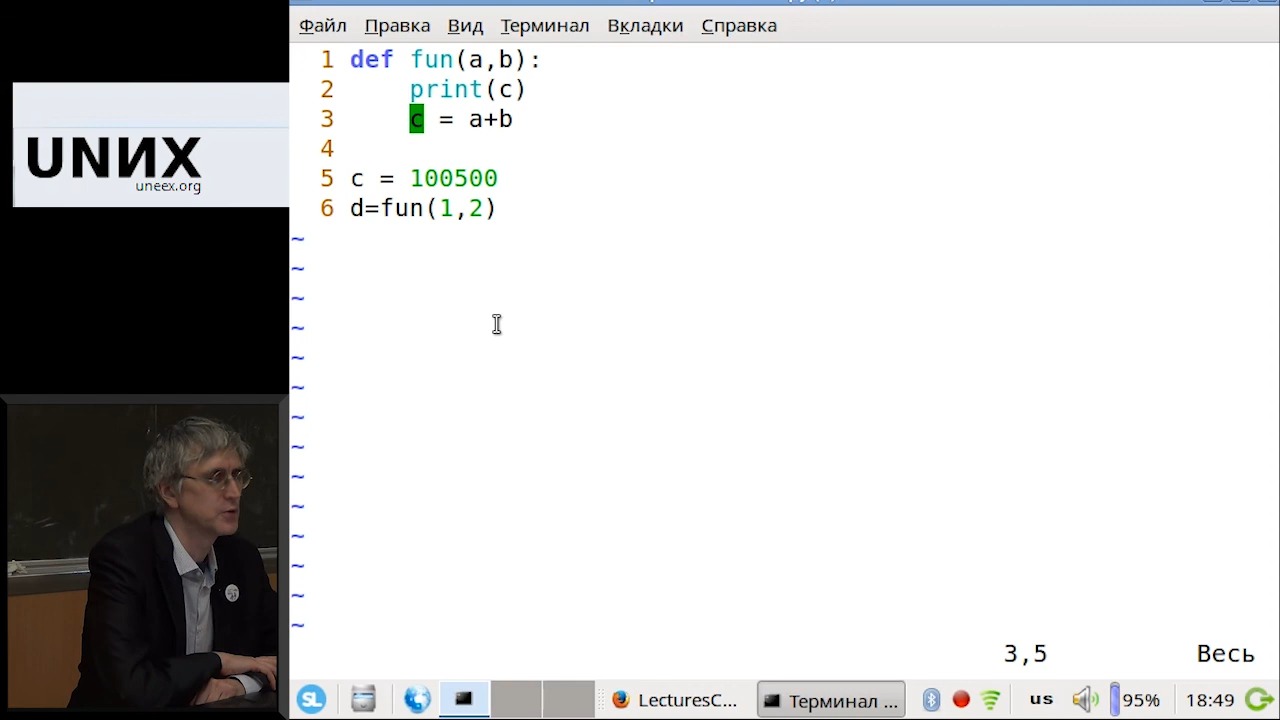 UNИX
uneex.org
Файл Правка Вид Терминал Вкладки Справка
1 def fun(a,b):
2     print(c)
3     c = a+b
4
5 c = 100500
6 d=fun(1,2)
~
~
~
~
~
~
~
~
~
~
~
~
~
~
3,5 Весь
SL LecturesC... Терминал ... us 95% 18:49